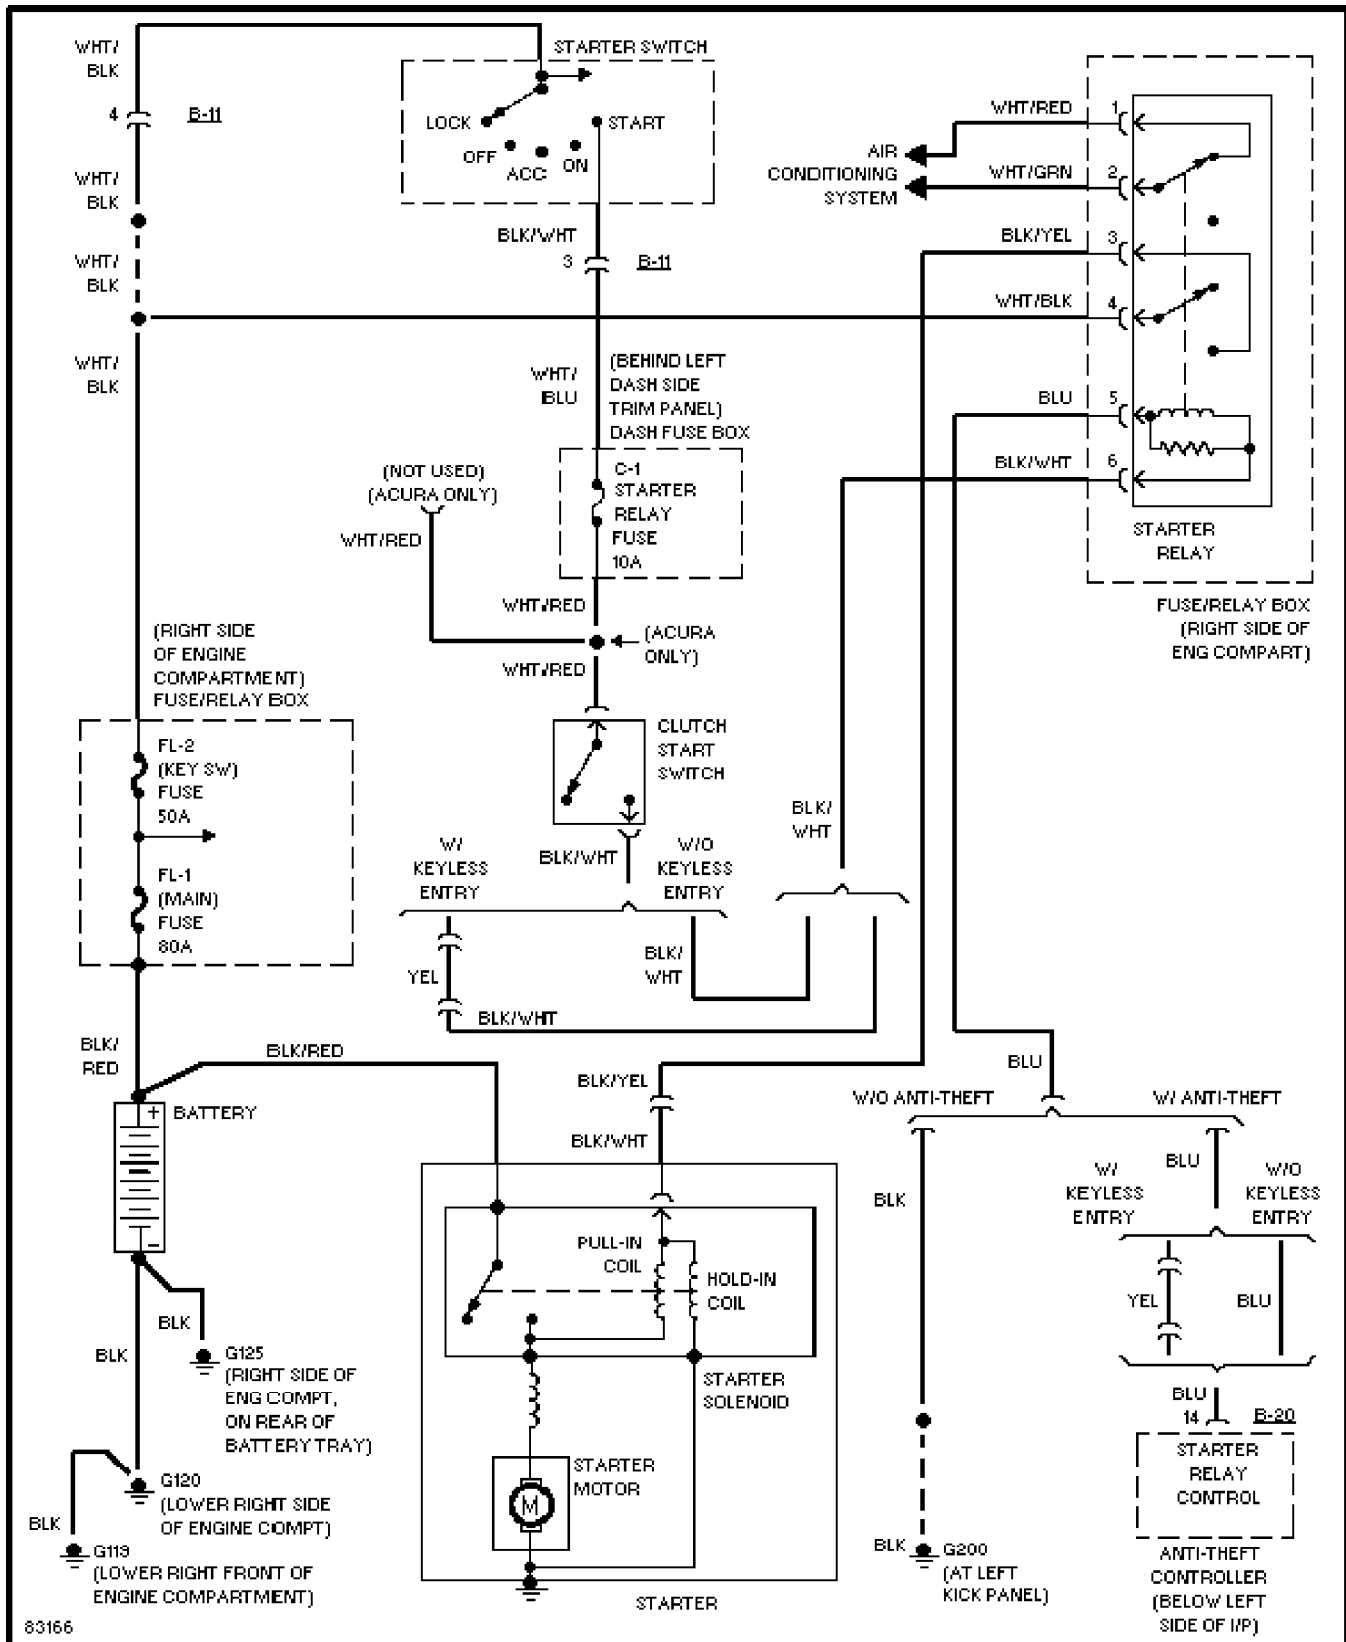 WHT/
BLK
4
B-11
WHT/
BLK
WHT/
BLK
WHT/
BLK
STARTER SWITCH
LOCK
OFF
ACC
ON
START
BLK/WHT
3
B-11
WHT/
BLU
(BEHIND LEFT
DASH SIDE
TRIM PANEL)
DASH FUSE BOX
C-1
STARTER
RELAY
FUSE
10A
(NOT USED)
(ACURA ONLY)
WHT/RED
WHT/RED
(ACURA
ONLY)
WHT/RED
CLUTCH
START
SWITCH
BLK/WHT
W/
KEYLESS
ENTRY
W/O
KEYLESS
ENTRY
YEL
BLK/WHT
BLK/
WHT
BLK/
WHT
AIR
CONDITIONING
SYSTEM
WHT/RED
1
WHT/GRN
2
BLK/YEL
3
WHT/BLK
4
BLU
5
BLK/WHT
6
STARTER
RELAY
FUSE/RELAY BOX
(RIGHT SIDE OF
ENG COMPART)
(RIGHT SIDE
OF ENGINE
COMPARTMENT)
FUSE/RELAY BOX
FL-2
(KEY SW)
FUSE
50A
FL-1
(MAIN)
FUSE
80A
BLK/
RED
BLK/RED
+
BATTERY
−
BLK
BLK
G125
(RIGHT SIDE OF
ENG COMPT,
ON REAR OF
BATTERY TRAY)
G120
(LOWER RIGHT SIDE
OF ENGINE COMPT)
BLK
G119
(LOWER RIGHT FRONT OF
ENGINE COMPARTMENT)
BLK/YEL
BLK/WHT
PULL-IN
COIL
HOLD-IN
COIL
STARTER
SOLENOID
STARTER
MOTOR
M
STARTER
BLU
W/O ANTI-THEFT
W/ ANTI-THEFT
BLK
BLU
W/
KEYLESS
ENTRY
W/O
KEYLESS
ENTRY
YEL
BLU
BLU
14
B-20
STARTER
RELAY
CONTROL
BLK
G200
(AT LEFT
KICK PANEL)
ANTI-THEFT
CONTROLLER
(BELOW LEFT
SIDE OF I/P)
83166